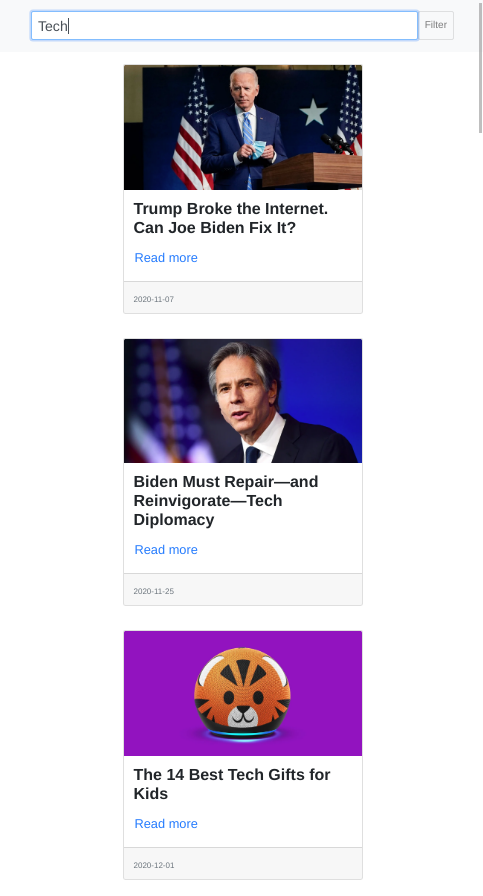 Tech
Filter
Trump Broke the Internet.
Can Joe Biden Fix It?
Read more
2020-11-07
Biden Must Repair—and
Reinvigorate—Tech
Diplomacy
Read more
2020-11-25
The 14 Best Tech Gifts for
Kids
Read more
2020-12-01